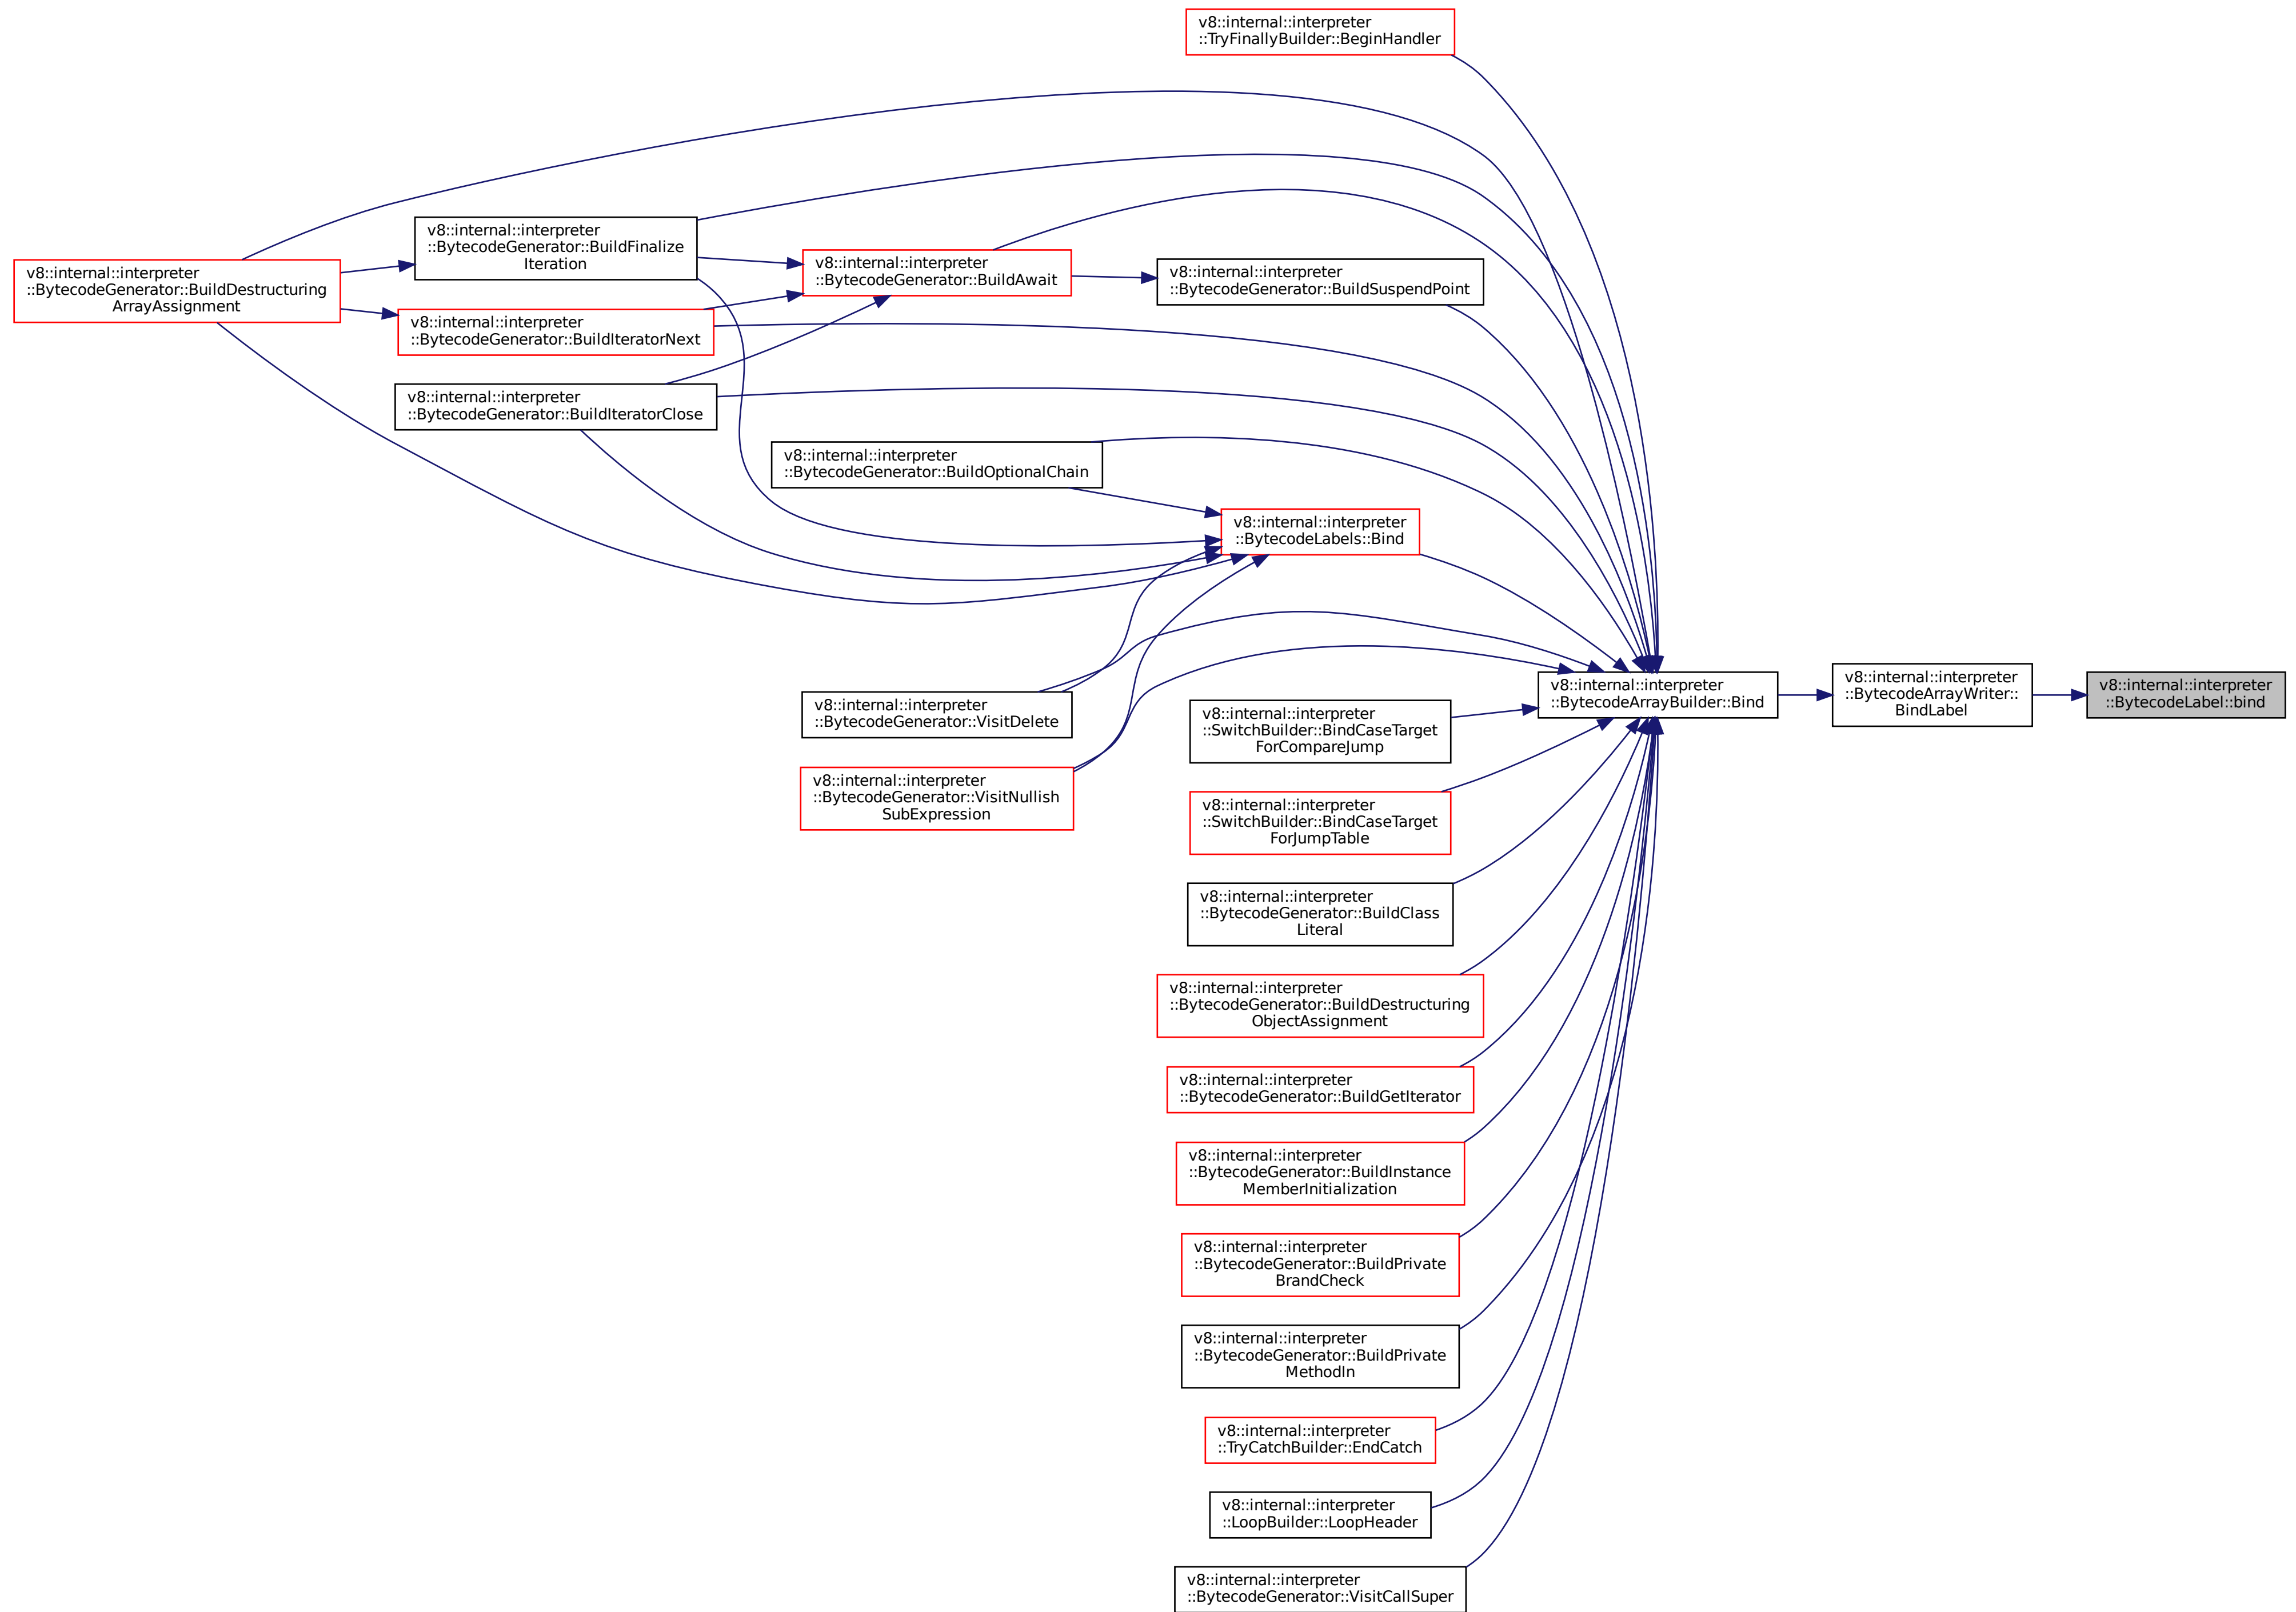 v8::internal::interpreter
::TryFinallyBuilder::BeginHandler
v8::internal::interpreter
::BytecodeGenerator::BuildFinalize
Iteration
v8::internal::interpreter
::BytecodeGenerator::BuildAwait
v8::internal::interpreter
::BytecodeGenerator::BuildSuspendPoint
v8::internal::interpreter
::BytecodeGenerator::BuildDestructuring
ArrayAssignment
v8::internal::interpreter
::BytecodeGenerator::BuildIteratorNext
v8::internal::interpreter
::BytecodeGenerator::BuildIteratorClose
v8::internal::interpreter
::BytecodeGenerator::BuildOptionalChain
v8::internal::interpreter
::BytecodeLabels::Bind
v8::internal::interpreter
::BytecodeArrayBuilder::Bind
v8::internal::interpreter
::BytecodeArrayWriter::
BindLabel
v8::internal::interpreter
::BytecodeLabel::bind
v8::internal::interpreter
::BytecodeGenerator::VisitDelete
v8::internal::interpreter
::SwitchBuilder::BindCaseTarget
ForCompareJump
v8::internal::interpreter
::BytecodeGenerator::VisitNullish
SubExpression
v8::internal::interpreter
::SwitchBuilder::BindCaseTarget
ForJumpTable
v8::internal::interpreter
::BytecodeGenerator::BuildClass
Literal
v8::internal::interpreter
::BytecodeGenerator::BuildDestructuring
ObjectAssignment
v8::internal::interpreter
::BytecodeGenerator::BuildGetIterator
v8::internal::interpreter
::BytecodeGenerator::BuildInstance
MemberInitialization
v8::internal::interpreter
::BytecodeGenerator::BuildPrivate
BrandCheck
v8::internal::interpreter
::BytecodeGenerator::BuildPrivate
MethodIn
v8::internal::interpreter
::TryCatchBuilder::EndCatch
v8::internal::interpreter
::LoopBuilder::LoopHeader
v8::internal::interpreter
::BytecodeGenerator::VisitCallSuper